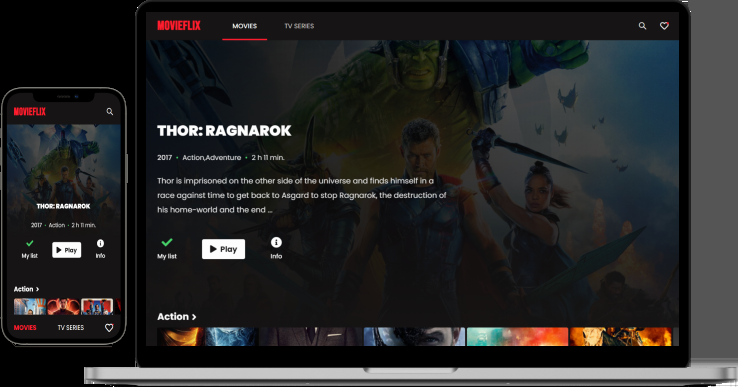 MOVIEFLIX
MOVIES
TV SERIES
THOR: RAGNAROK
2017 • Action,Adventure • 2 h 11 min.
Thor is imprisoned on the other side of the universe and finds himself in a
race against time to get back to Asgard to stop Ragnarok, the destruction of
his home-world and the end ...
My list
Play
Info
Action >
MOVIEFLIX
THOR: RAGNAROK
2017 • Action • 2 h 11 min.
My list
Play
Info
Action >
MOVIES
TV SERIES